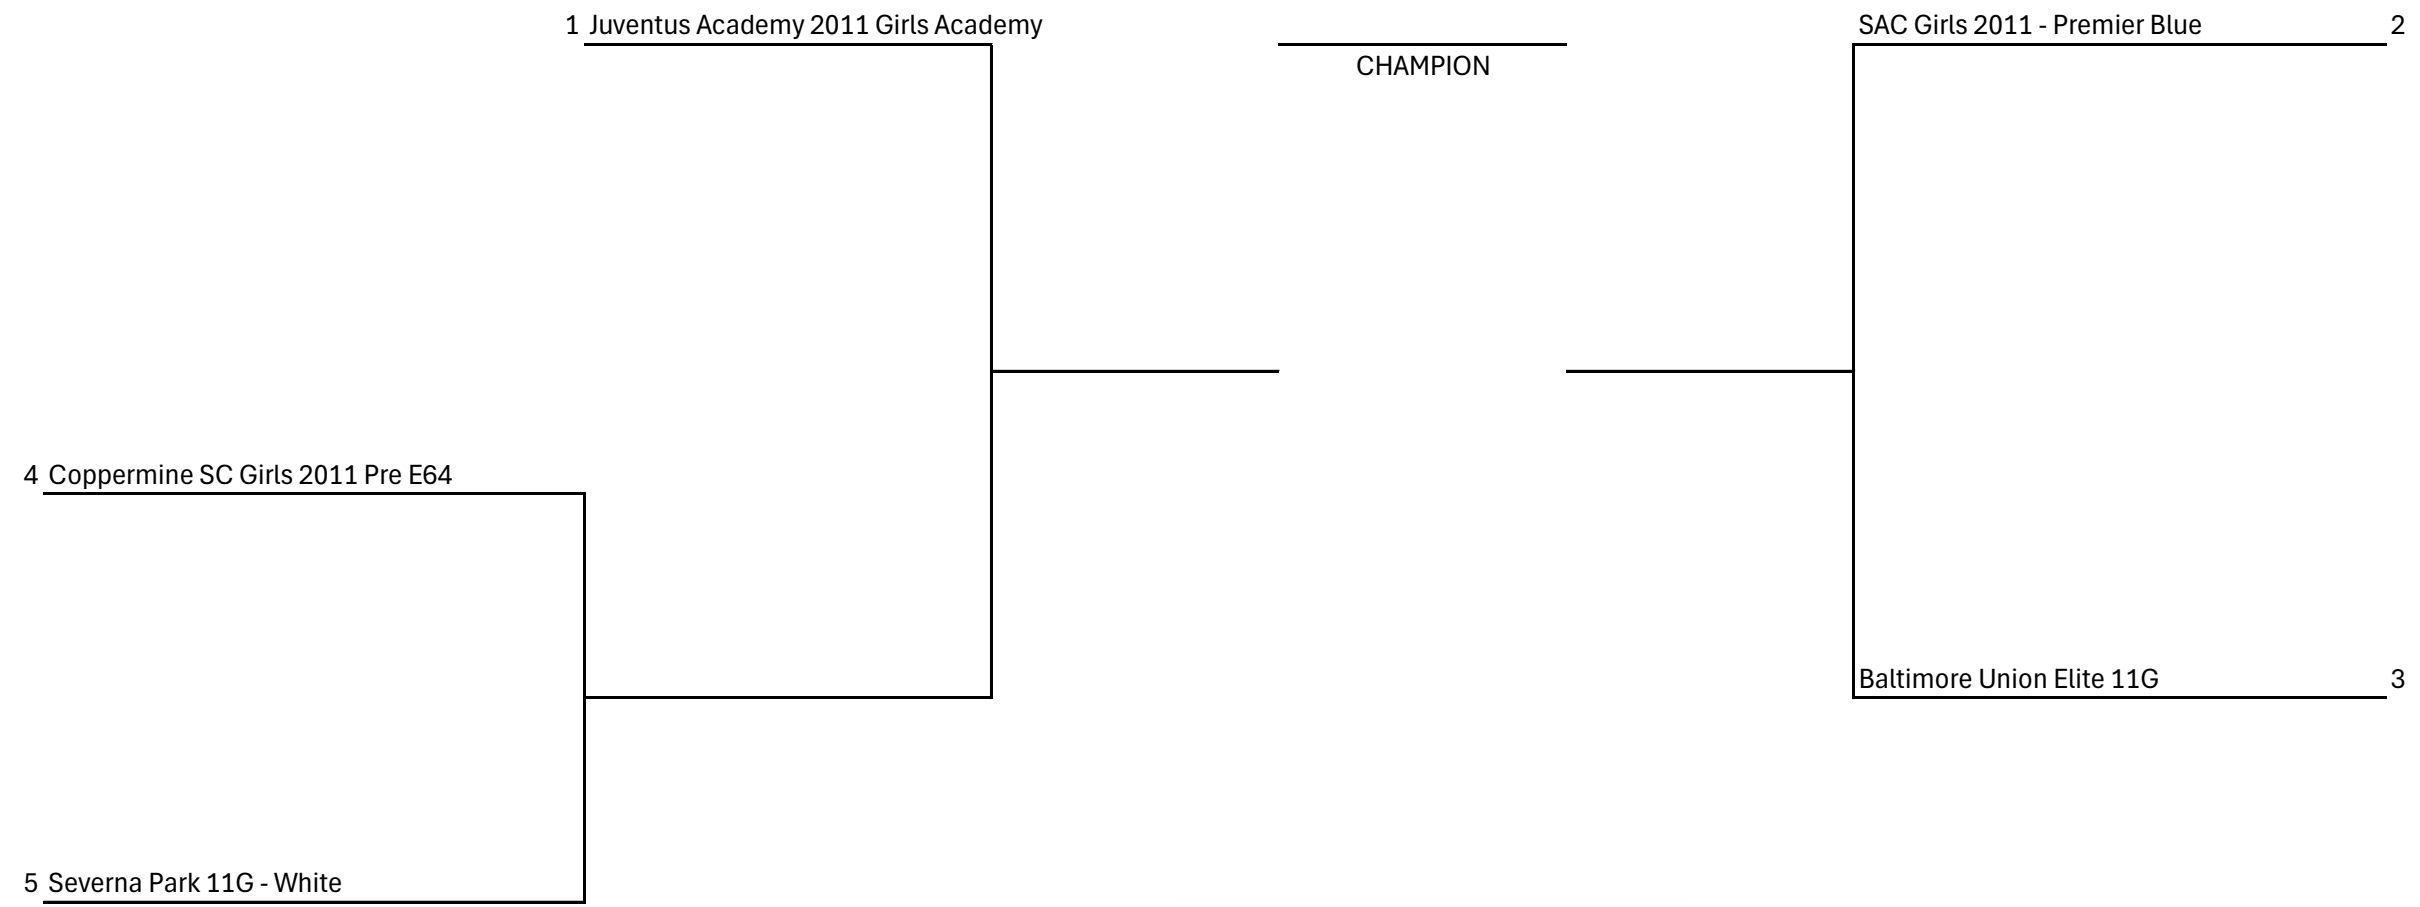 1 Juventus Academy 2011 Girls Academy
SAC Girls 2011 - Premier Blue 2
CHAMPION
4 Coppermine SC Girls 2011 Pre E64
Baltimore Union Elite 11G 3
5 Severna Park 11G - White